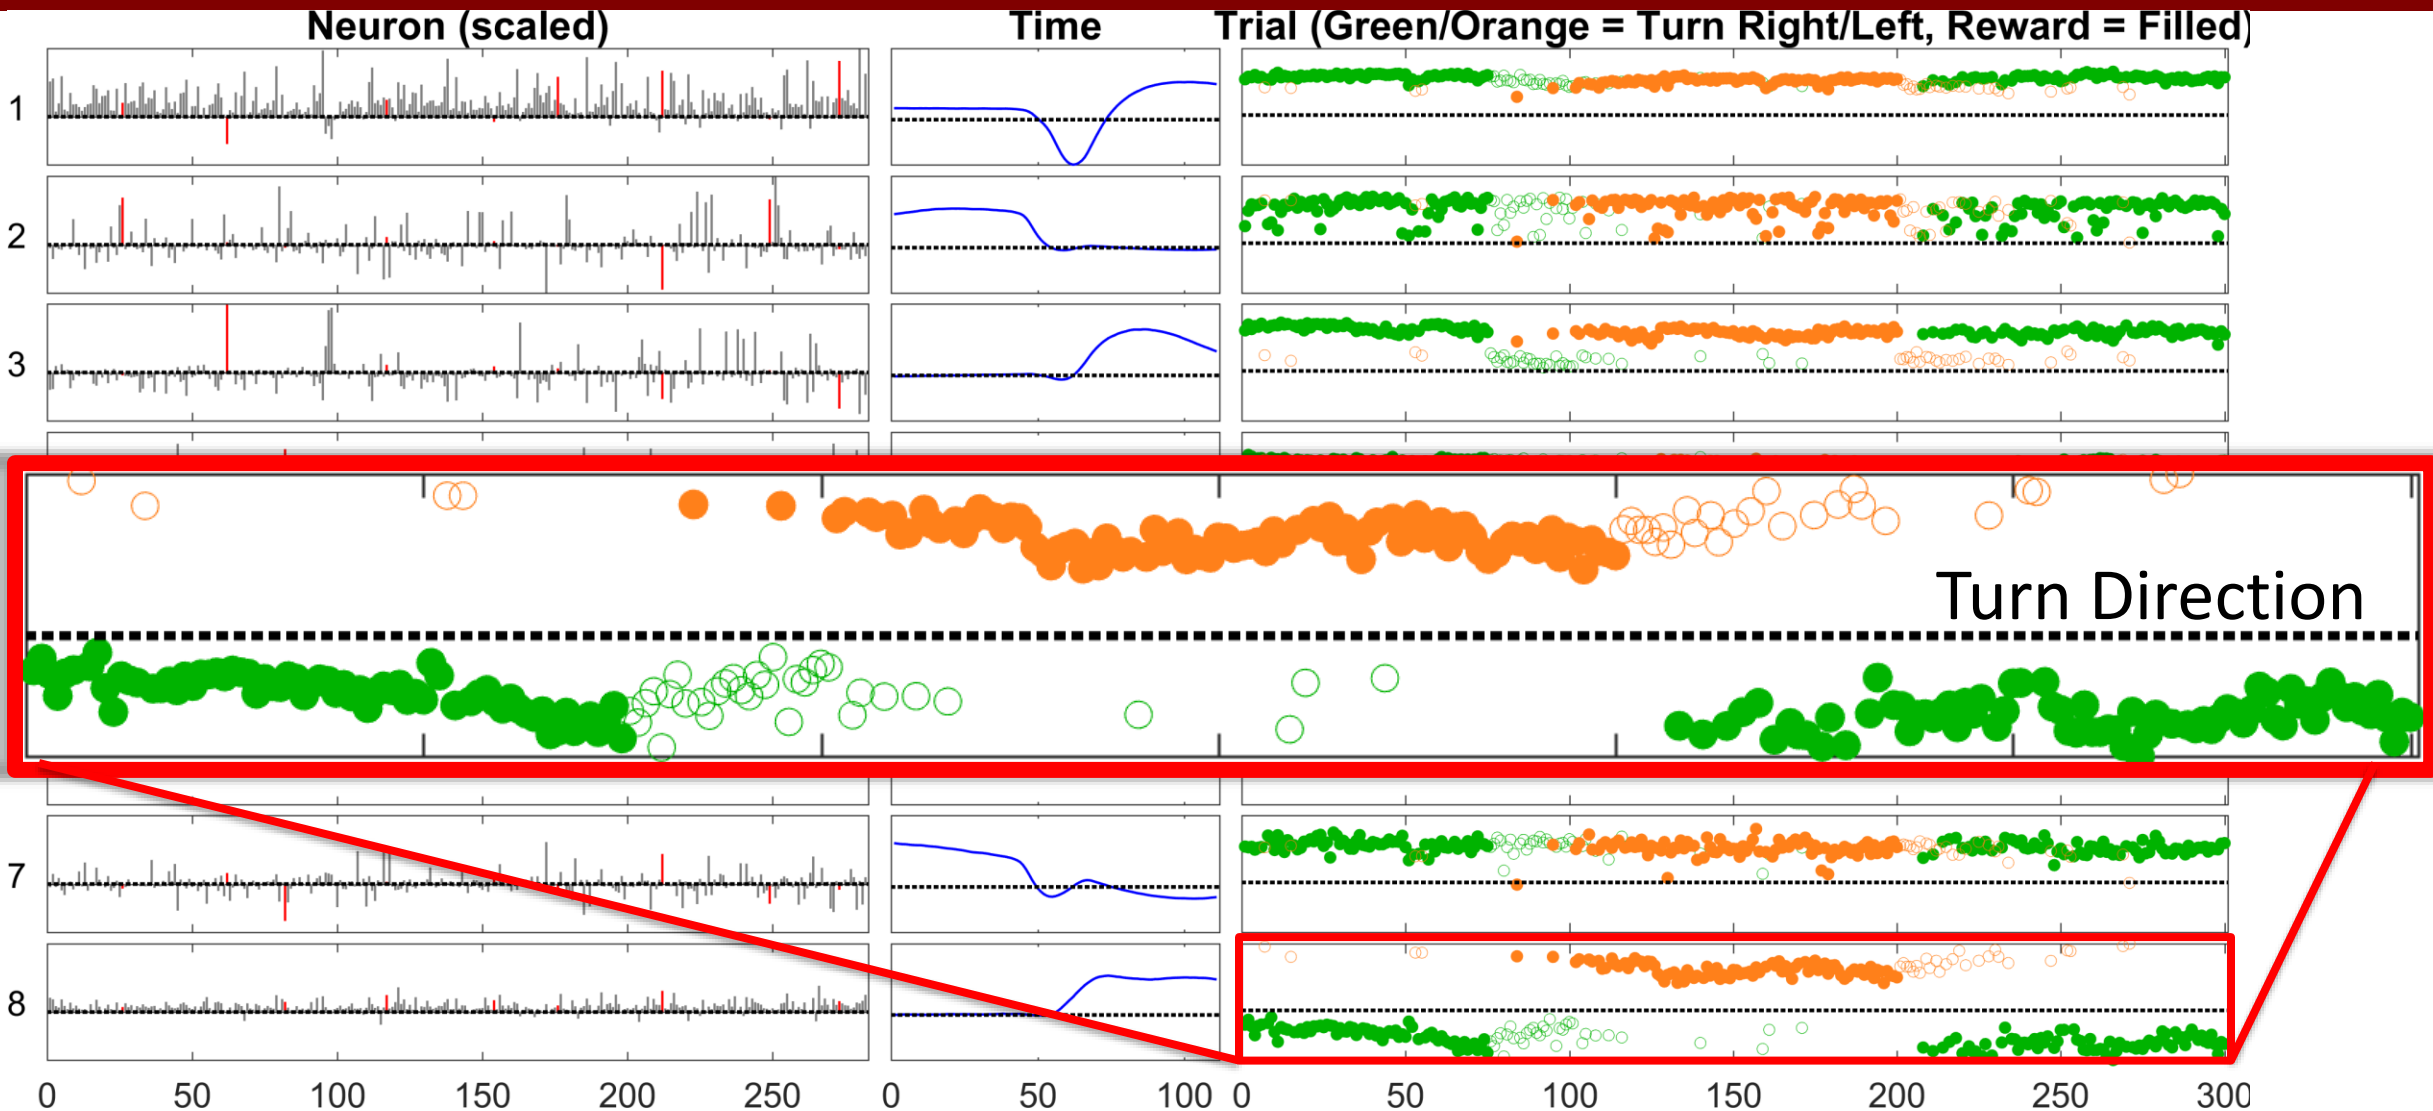 Neuron (scaled) Time Trial (Green/Orange = Turn Right/Left, Reward = Filled)
1
2
3
Turn Direction
7
8
0 50 100 150 200 250 0 50 100 0 50 100 150 200 250 300